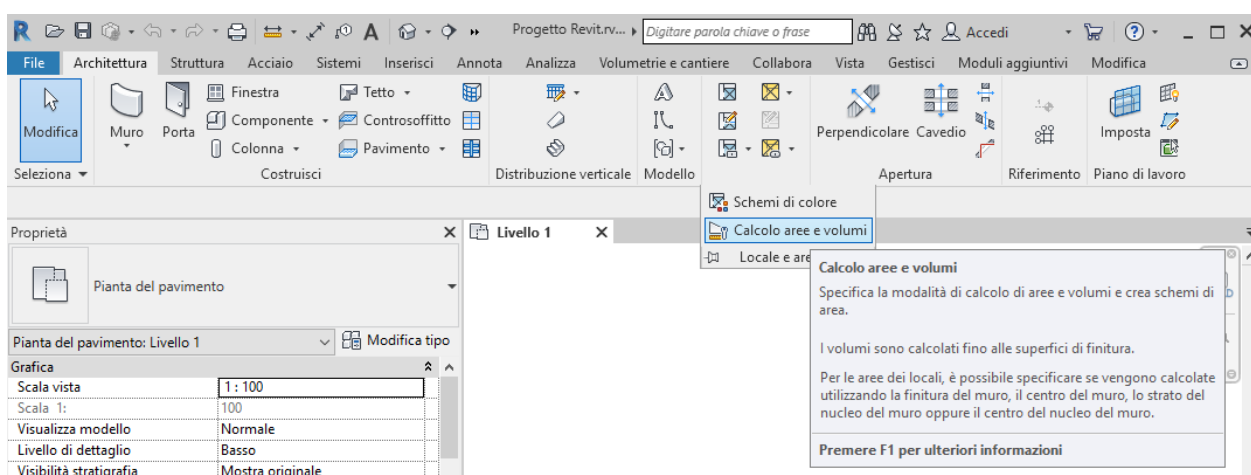 Progetto Revit.rv...
Digitare parola chiave o frase
Accedi
File Architettura Struttura Acciaio Sistemi Inserisci Annota Analizza Volumetrie e cantiere Collabora Vista Gestisci Moduli aggiuntivi Modifica
Finestra Tetto
Modifica Muro Porta Componente Controsoffitto Perpendicolare Cavedio Imposta
Colonna Pavimento
Seleziona Costruisci Distribuzione verticale Modello Apertura Riferimento Piano di lavoro
Schemi di colore
Calcolo aree e volumi
Locale e are
Proprietà
Livello 1
Pianta del pavimento
Pianta del pavimento: Livello 1 Modifica tipo
Grafica
Scala vista 1 : 100
Scala 1: 100
Visualizza modello Normale
Livello di dettaglio Basso
Visibilità stratigrafia Mostra originale
Calcolo aree e volumi
Specifica la modalità di calcolo di aree e volumi e crea schemi di
area.
I volumi sono calcolati fino alle superfici di finitura.
Per le aree dei locali, è possibile specificare se vengono calcolate
utilizzando la finitura del muro, il centro del muro, lo strato del
nucleo del muro oppure il centro del nucleo del muro.
Premere F1 per ulteriori informazioni